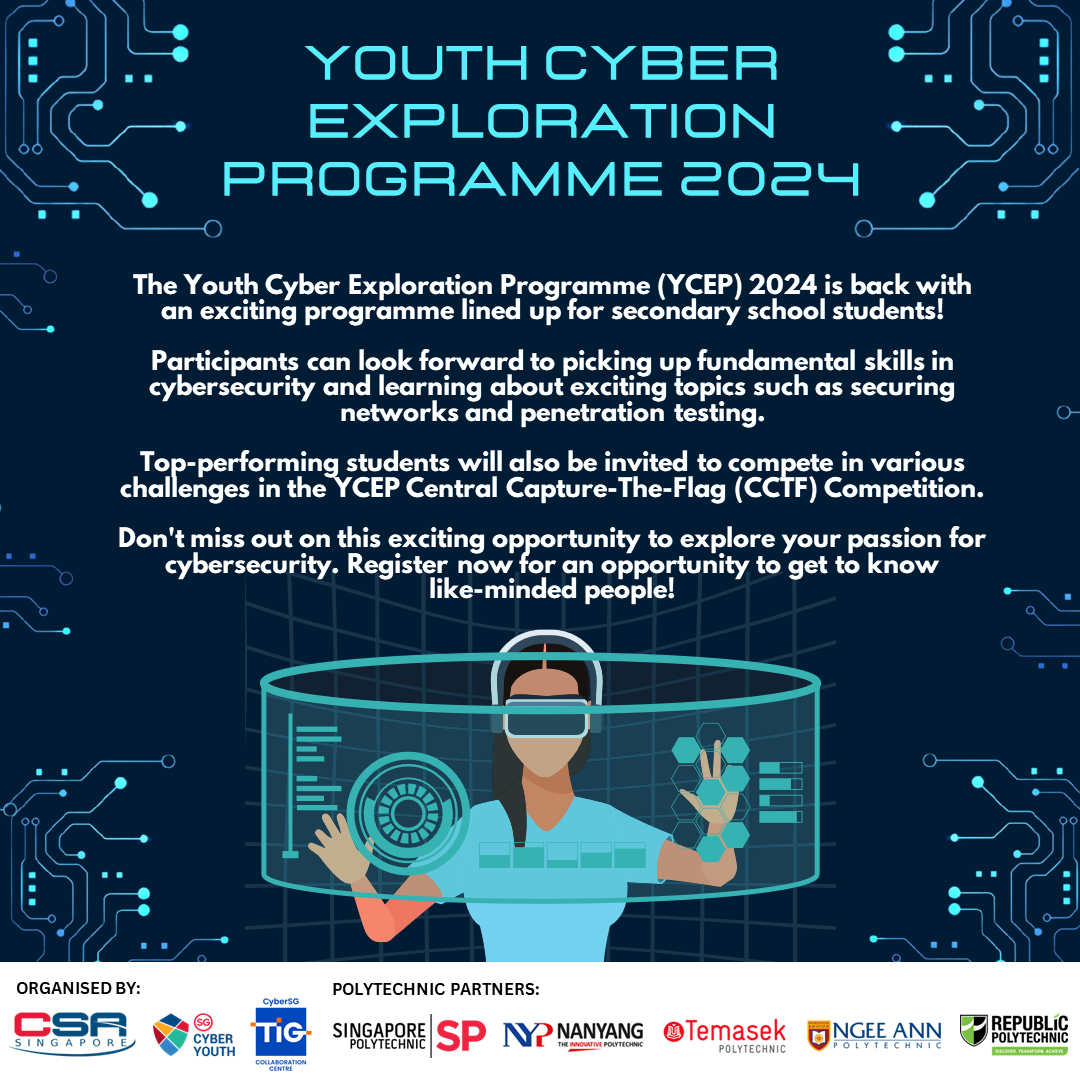 YOUTH CYBER
EXPLORATION
PROGRAMME 2024
The Youth Cyber Exploration Programme (YCEP) 2024 is back with
an exciting programme lined up for secondary school students!
Participants can look forward to picking up fundamental skills in
cybersecurity and learning about exciting topics such as securing
networks and penetration testing.
Top-performing students will also be invited to compete in various
challenges in the YCEP Central Capture-The-Flag (CCTF) Competition.
Don't miss out on this exciting opportunity to explore your passion for
cybersecurity. Register now for an opportunity to get to know
like-minded people!
ORGANISED BY:
CSA
SINGAPORE
SG
CYBER
YOUTH
CyberSG
TIG
COLLABORATION
CENTRE
POLYTECHNIC PARTNERS:
SINGAPORE
POLYTECHNIC
SP
NYP NANYANG
THE INNOVATIVE POLYTECHNIC
Temasek
POLYTECHNIC
NGEE ANN
POLYTECHNIC
REPUBLIC
POLYTECHNIC
DISCOVER. TRANSFORM. ACHIEVE